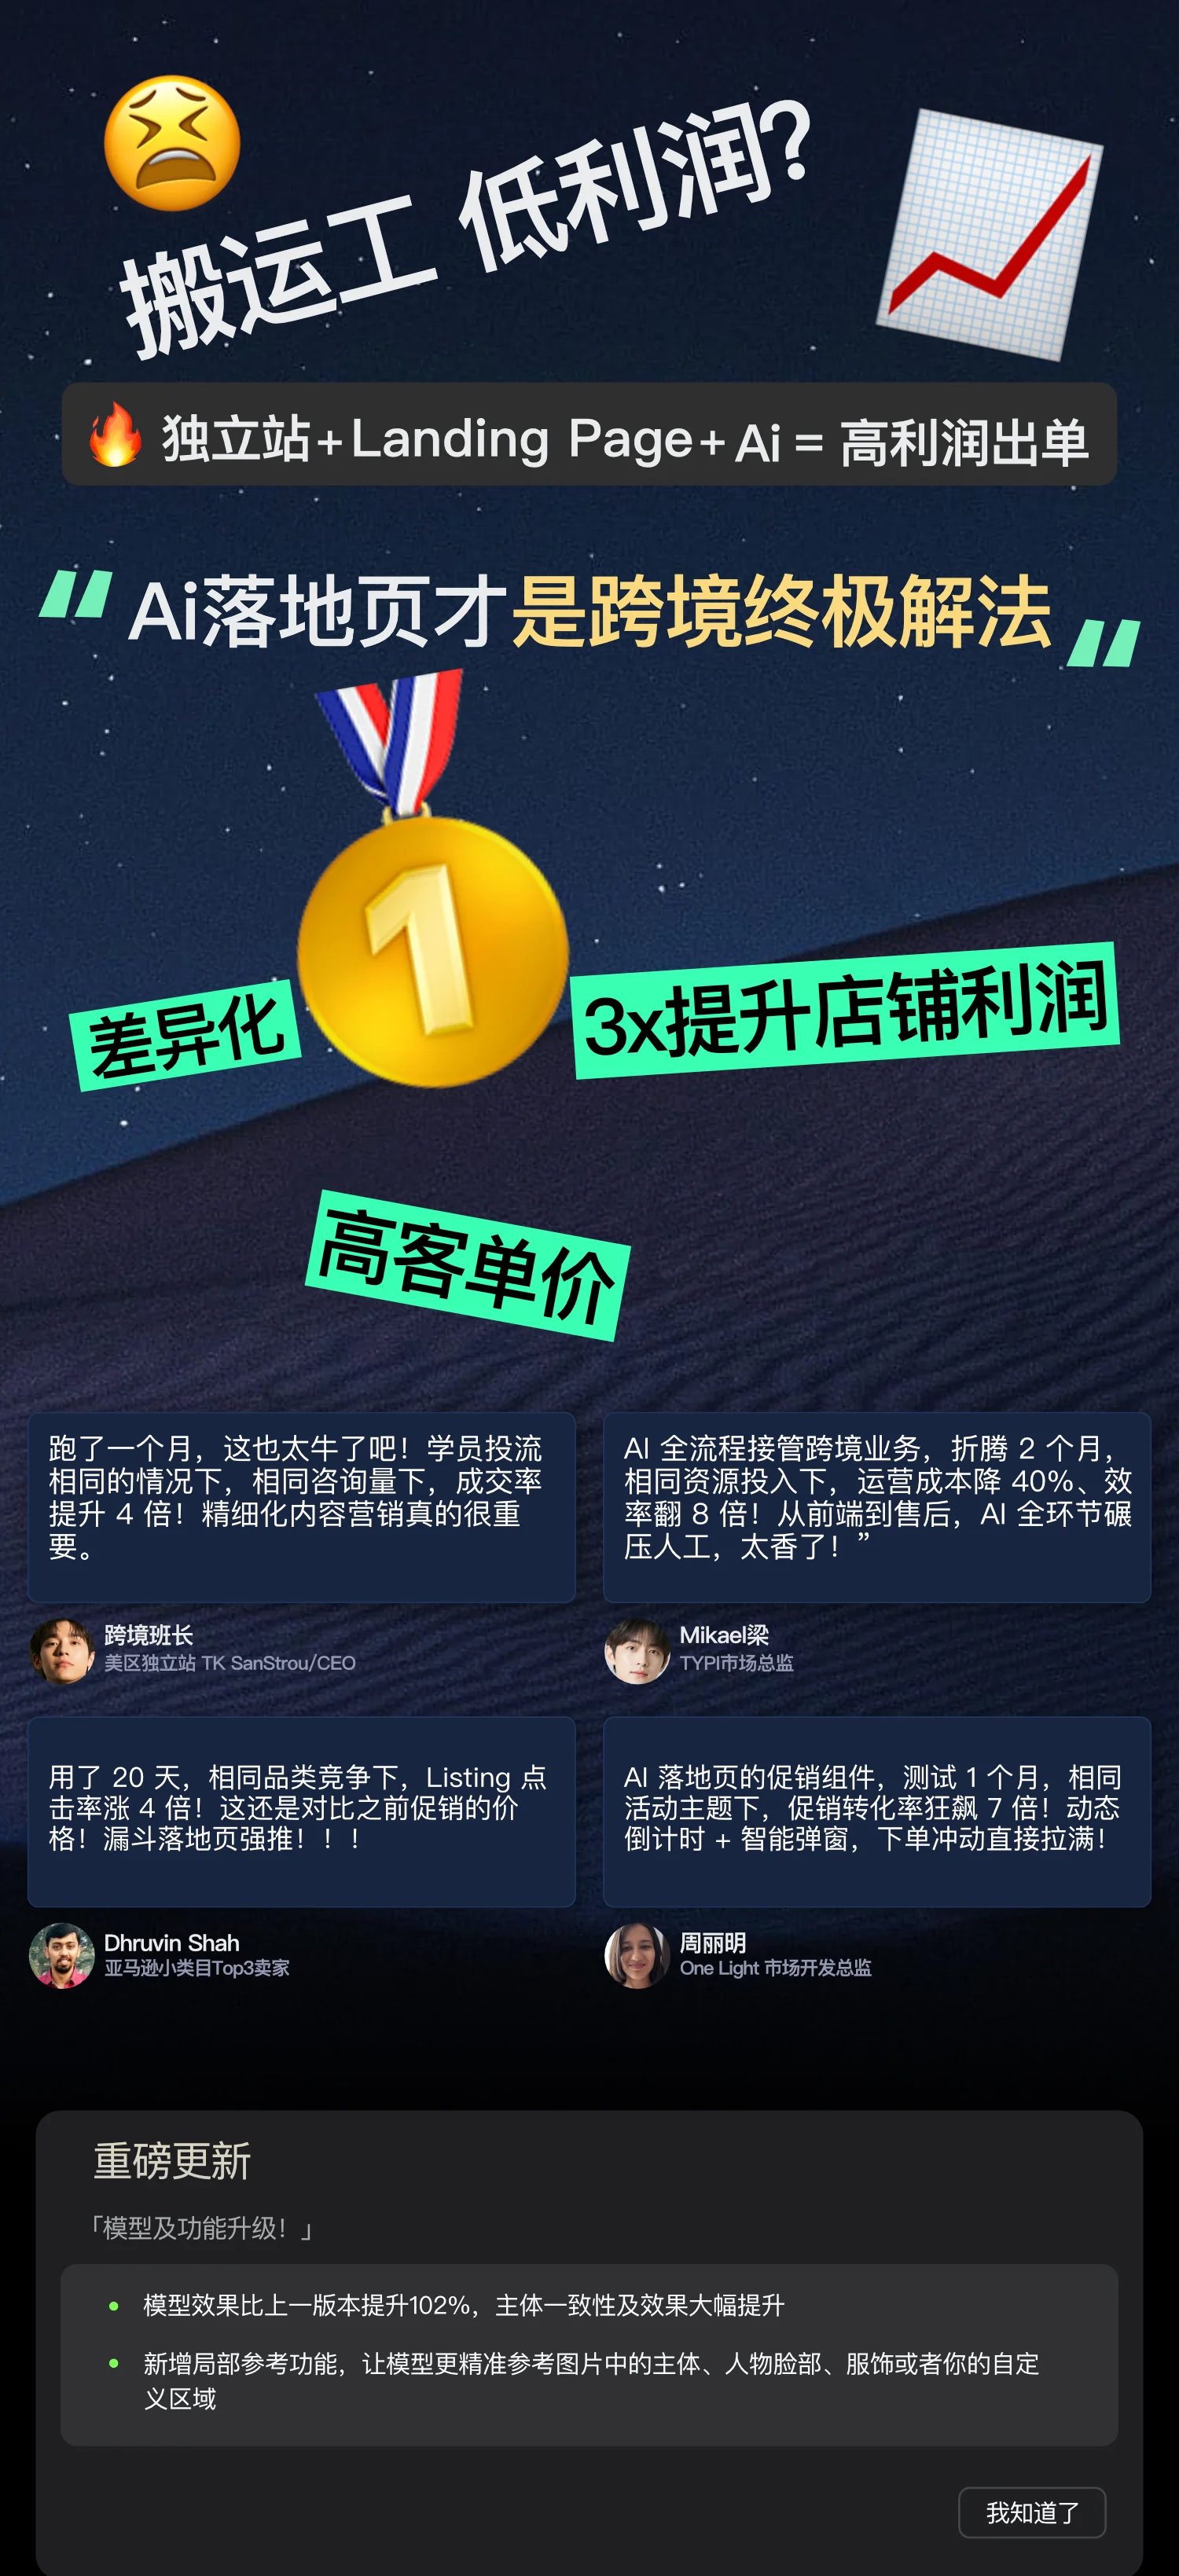 搬运工 低利润?
独立站+Landing Page+Ai = 高利润出单
“Ai落地页才是跨境终极解法”
1
差异化
3x提升店铺利润
高客单价
跑了一个月，这也太牛了吧！学员投流
相同的情况下，相同咨询量下，成交率
提升 4 倍！精细化内容营销真的很重
要。
跨境班长
美区独立站 TK SanStrou/CEO
AI 全流程接管跨境业务，折腾 2 个月，
相同资源投入下，运营成本降 40%、效
率翻 8 倍！从前端到售后，AI 全环节碾
压人工，太香了！”
Mikael梁
TYPI市场总监
用了 20 天，相同品类竞争下，Listing 点
击率涨 4 倍！这还是对比之前促销的价
格！漏斗落地页强推！！！
Dhruvin Shah
亚马逊小类目Top3卖家
AI 落地页的促销组件，测试 1 个月，相同
活动主题下，促销转化率狂飙 7 倍！动态
倒计时 + 智能弹窗，下单冲动直接拉满！
周丽明
One Light 市场开发总监
重磅更新
「模型及功能升级！」
模型效果比上一版本提升102%，主体一致性及效果大幅提升
新增局部参考功能，让模型更精准参考图片中的主体、人物脸部、服饰或者你的自定
义区域
我知道了